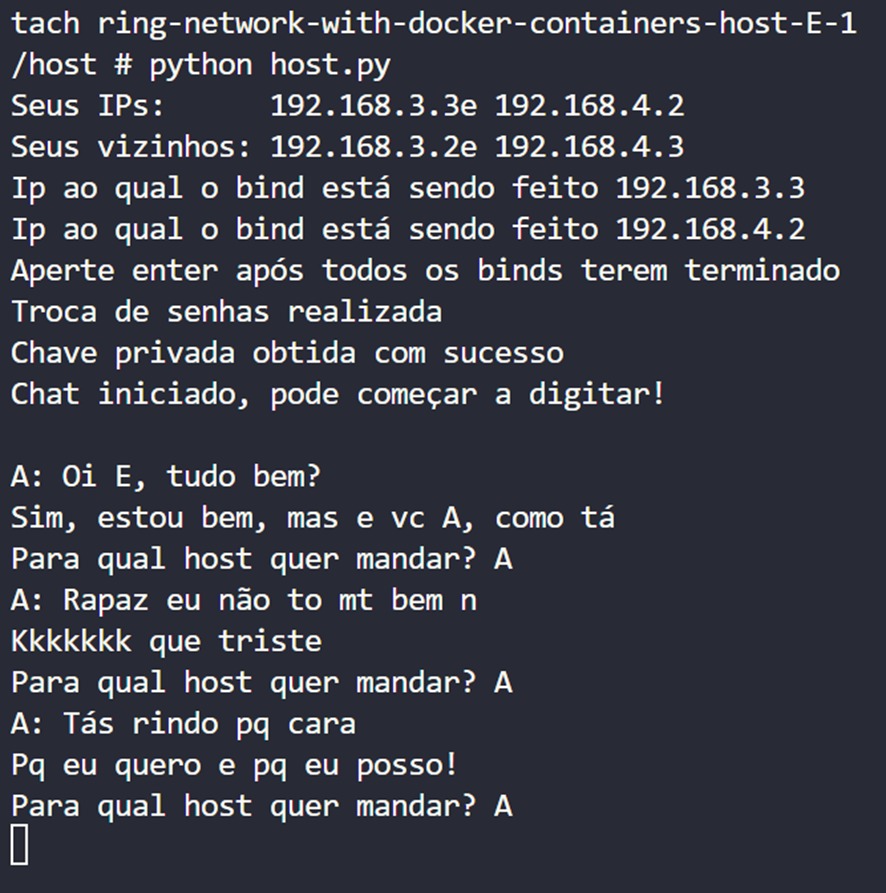 tach ring-network-with-docker-containers-host-E-1
/host # python host.py
Seus IPs:      192.168.3.3e 192.168.4.2
Seus vizinhos: 192.168.3.2e 192.168.4.3
Ip ao qual o bind está sendo feito 192.168.3.3
Ip ao qual o bind está sendo feito 192.168.4.2
Aperte enter após todos os binds terem terminado
Troca de senhas realizada
Chave privada obtida com sucesso
Chat iniciado, pode começar a digitar!

A: Oi E, tudo bem?
Sim, estou bem, mas e vc A, como tá
Para qual host quer mandar? A
A: Rapaz eu não to mt bem n
Kkkkkkk que triste
Para qual host quer mandar? A
A: Tás rindo pq cara
Pq eu quero e pq eu posso!
Para qual host quer mandar? A